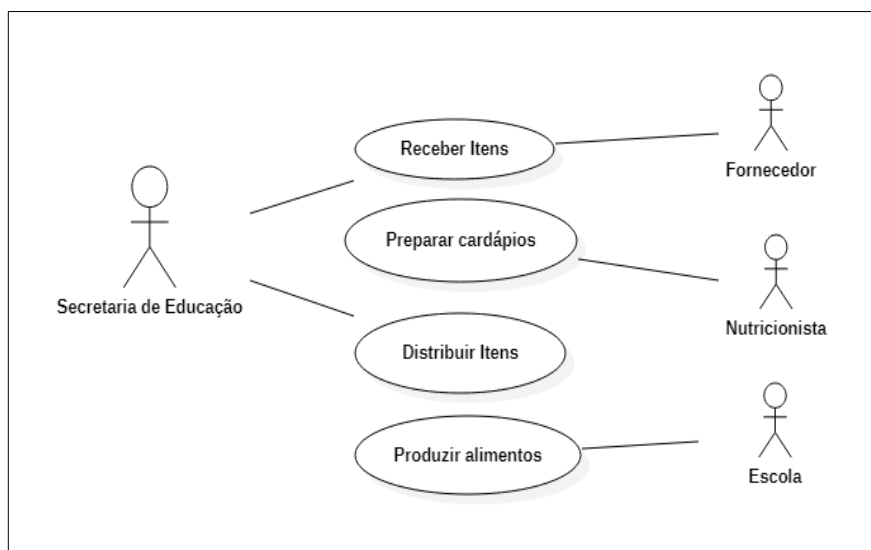 Receber Itens
Fornecedor
Preparar cardápios
Secretaria de Educação
Nutricionista
Distribuir Itens
Produzir alimentos
Escola